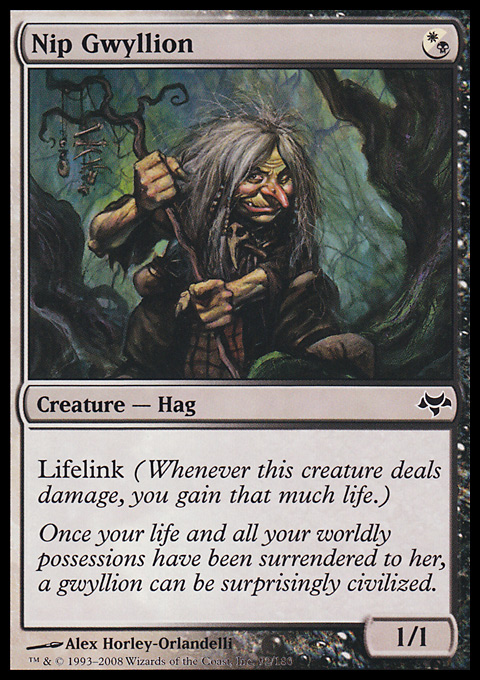 Nip Gwyllion
Creature — Hag
Lifelink (Whenever this creature deals
damage, you gain that much life.)
Once your life and all your worldly
possessions have been surrendered to her,
a gwyllion can be surprisingly civilized.
Alex Horley-Orlandelli
1/1
™ & © 1993–2008 Wizards of the Coast, Inc.